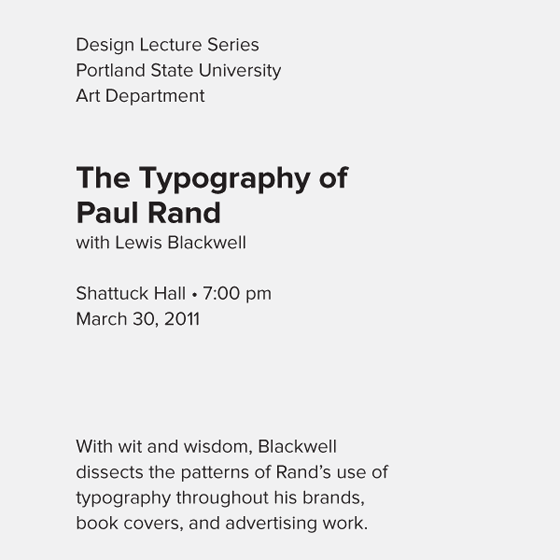 Design Lecture Series
Portland State University
Art Department
The Typography of
Paul Rand
with Lewis Blackwell
Shattuck Hall • 7:00 pm
March 30, 2011
With wit and wisdom, Blackwell
dissects the patterns of Rand’s use of
typography throughout his brands,
book covers, and advertising work.